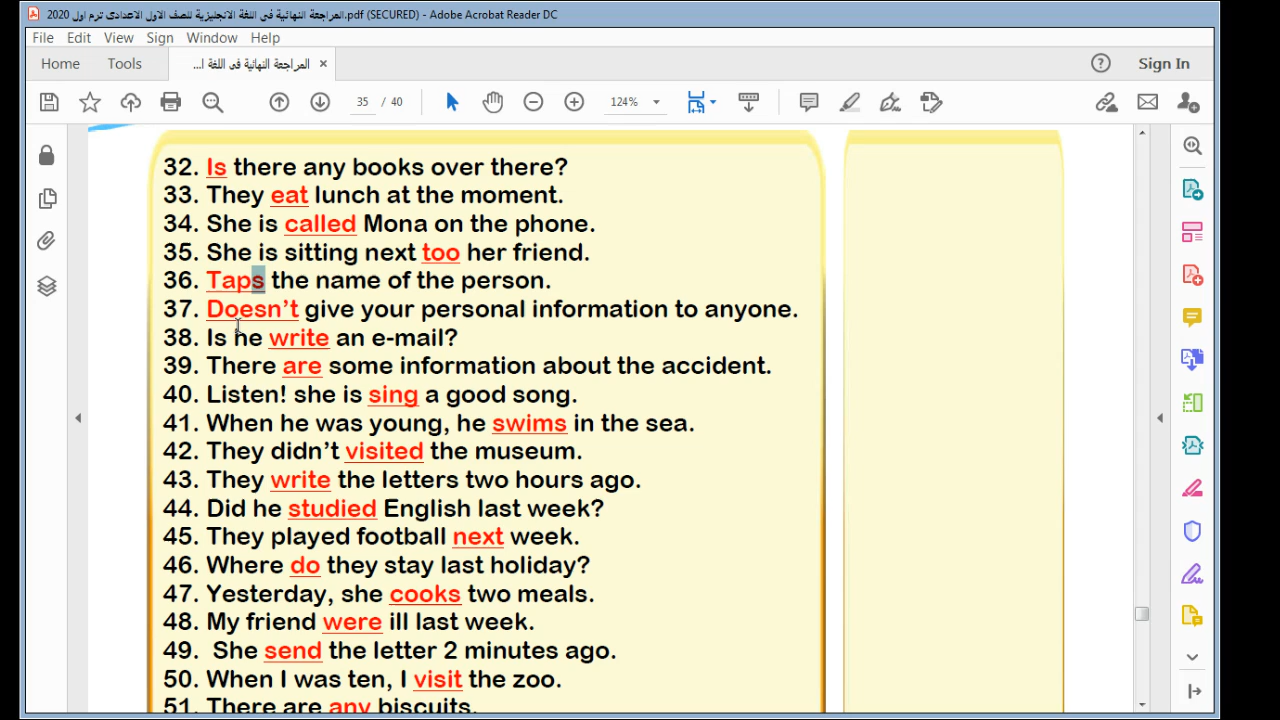 المراجعة النهائية فى اللغة الانجليزية للصف الاول الاعدادى ترم اول 2020.pdf (SECURED) - Adobe Acrobat Reader DC
File Edit View Sign Window Help
Home Tools المراجعة النهائية فى اللغة ا... × Sign In
35 / 40 124%
32. Is there any books over there?
33. They eat lunch at the moment.
34. She is called Mona on the phone.
35. She is sitting next too her friend.
36. Taps the name of the person.
37. Doesn’t give your personal information to anyone.
38. Is he write an e-mail?
39. There are some information about the accident.
40. Listen! she is sing a good song.
41. When he was young, he swims in the sea.
42. They didn’t visited the museum.
43. They write the letters two hours ago.
44. Did he studied English last week?
45. They played football next week.
46. Where do they stay last holiday?
47. Yesterday, she cooks two meals.
48. My friend were ill last week.
49. She send the letter 2 minutes ago.
50. When I was ten, I visit the zoo.
51. There are any biscuits.